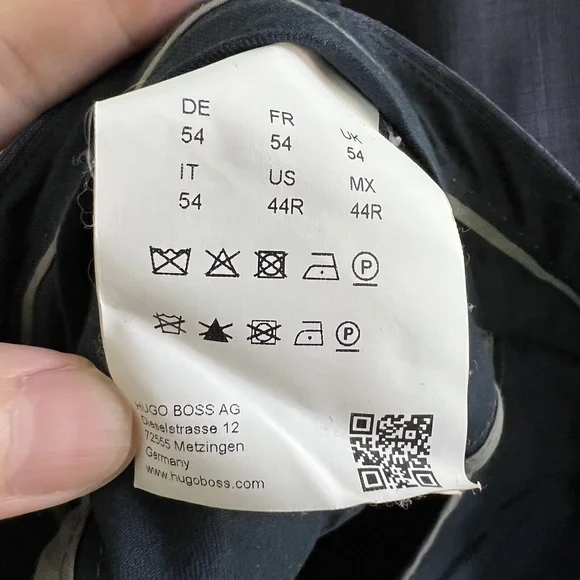 DE FR UK
54 54 54
IT US MX
54 44R 44R
P
P
HUGO BOSS AG
Dieselstrasse 12
72555 Metzingen
Germany
www.hugoboss.com